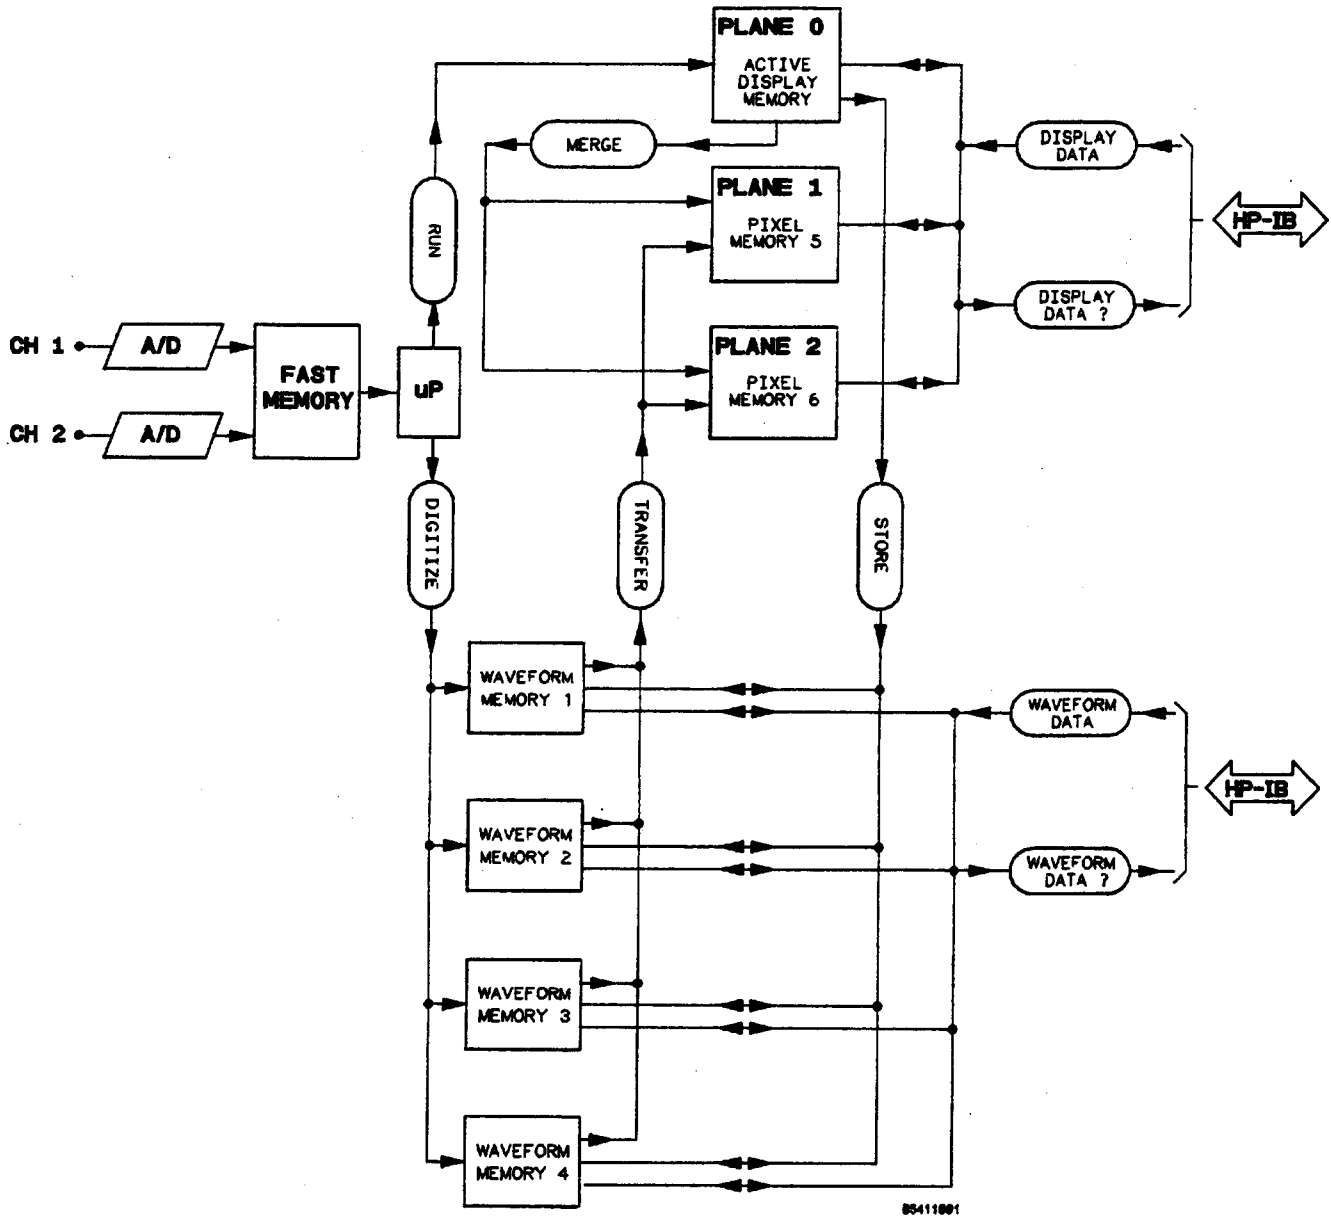 PLANE 0
ACTIVE
DISPLAY
MEMORY
MERGE
DISPLAY
DATA
PLANE 1
PIXEL
MEMORY 5
HP-IB
RUN
DISPLAY
DATA ?
CH 1
A/D
FAST
MEMORY
uP
PLANE 2
PIXEL
MEMORY 6
CH 2
A/D
DIGITIZE
TRANSFER
STORE
WAVEFORM
MEMORY 1
WAVEFORM
DATA
HP-IB
WAVEFORM
MEMORY 2
WAVEFORM
DATA ?
WAVEFORM
MEMORY 3
WAVEFORM
MEMORY 4